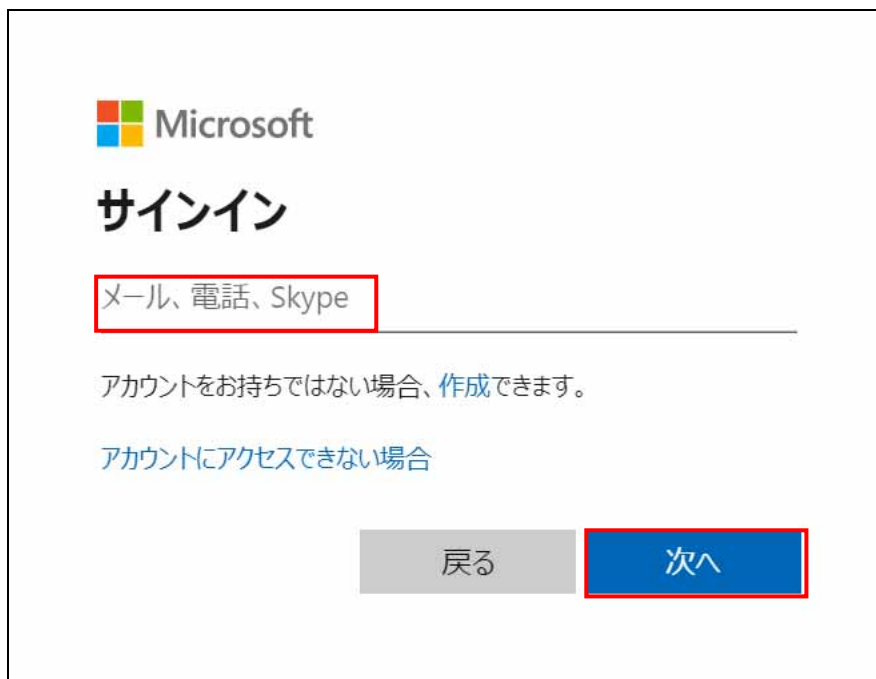 Microsoft
サインイン
メール、電話、Skype
アカウントをお持ちではない場合、作成できます。
アカウントにアクセスできない場合
戻る
次へ